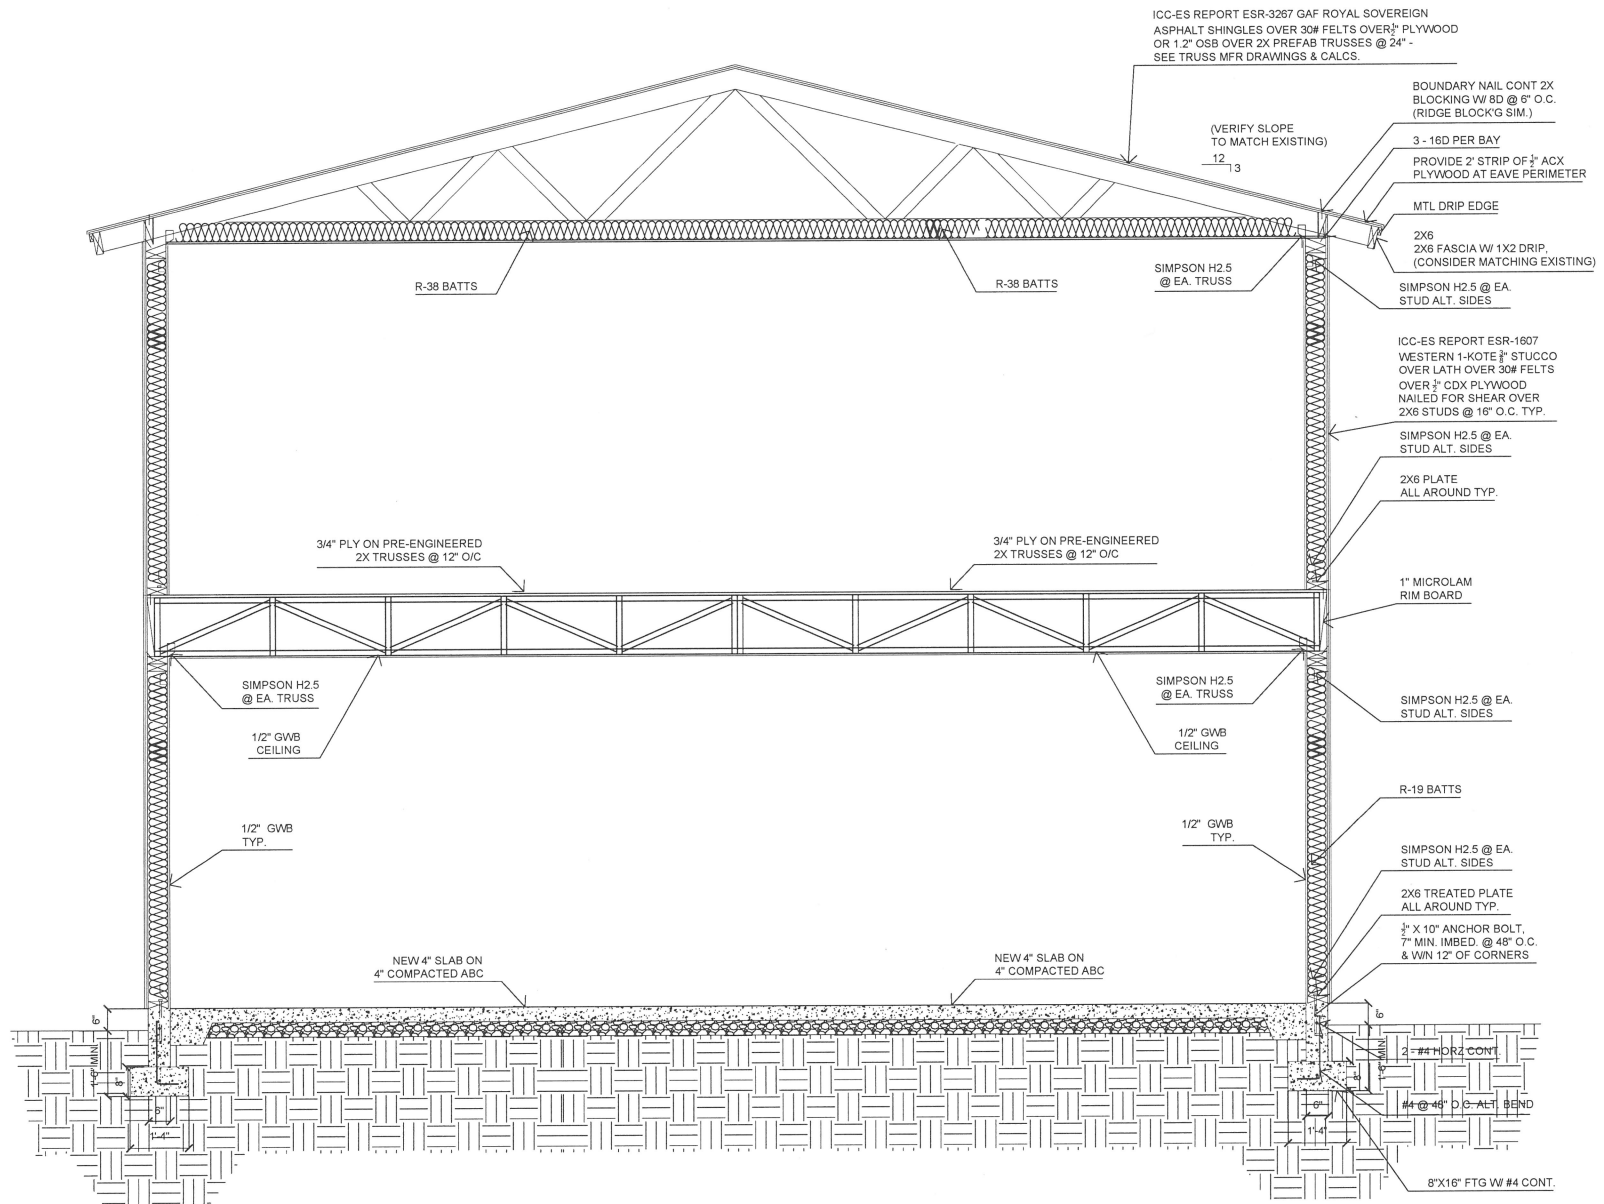 ICC-ES REPORT ESR-3267 GAF ROYAL SOVEREIGN
ASPHALT SHINGLES OVER 30# FELTS OVER 1/2" PLYWOOD
OR 1.2" OSB OVER 2X PREFAB TRUSSES @ 24" -
SEE TRUSS MFR DRAWINGS & CALCS.
BOUNDARY NAIL CONT 2X
BLOCKING W/ 8D @ 6" O.C.
(RIDGE BLOCK'G SIM.)
(VERIFY SLOPE
TO MATCH EXISTING)
12
3
3 - 16D PER BAY
PROVIDE 2' STRIP OF 1/2" ACX
PLYWOOD AT EAVE PERIMETER
MTL DRIP EDGE
2X6
2X6 FASCIA W/ 1X2 DRIP,
(CONSIDER MATCHING EXISTING)
R-38 BATTS
R-38 BATTS
SIMPSON H2.5
@ EA. TRUSS
SIMPSON H2.5 @ EA.
STUD ALT. SIDES
ICC-ES REPORT ESR-1607
WESTERN 1-KOTE 3/8" STUCCO
OVER LATH OVER 30# FELTS
OVER 1/2" CDX PLYWOOD
NAILED FOR SHEAR OVER
2X6 STUDS @ 16" O.C. TYP.
SIMPSON H2.5 @ EA.
STUD ALT. SIDES
2X6 PLATE
ALL AROUND TYP.
3/4" PLY ON PRE-ENGINEERED
2X TRUSSES @ 12" O/C
3/4" PLY ON PRE-ENGINEERED
2X TRUSSES @ 12" O/C
1" MICROLAM
RIM BOARD
SIMPSON H2.5
@ EA. TRUSS
SIMPSON H2.5
@ EA. TRUSS
SIMPSON H2.5 @ EA.
STUD ALT. SIDES
1/2" GWB
CEILING
1/2" GWB
CEILING
R-19 BATTS
1/2" GWB
TYP.
1/2" GWB
TYP.
SIMPSON H2.5 @ EA.
STUD ALT. SIDES
2X6 TREATED PLATE
ALL AROUND TYP.
1/2" X 10" ANCHOR BOLT,
7" MIN. IMBED. @ 48" O.C.
& W/N 12" OF CORNERS
NEW 4" SLAB ON
4" COMPACTED ABC
NEW 4" SLAB ON
4" COMPACTED ABC
6"
1'-6" MIN
8"
6"
1'-4"
6"
1'-6" MIN
8"
6"
1'-4"
2 - #4 HORZ CONT.
#4 @ 48" O.C. ALT. BEND
8"X16" FTG W/ #4 CONT.